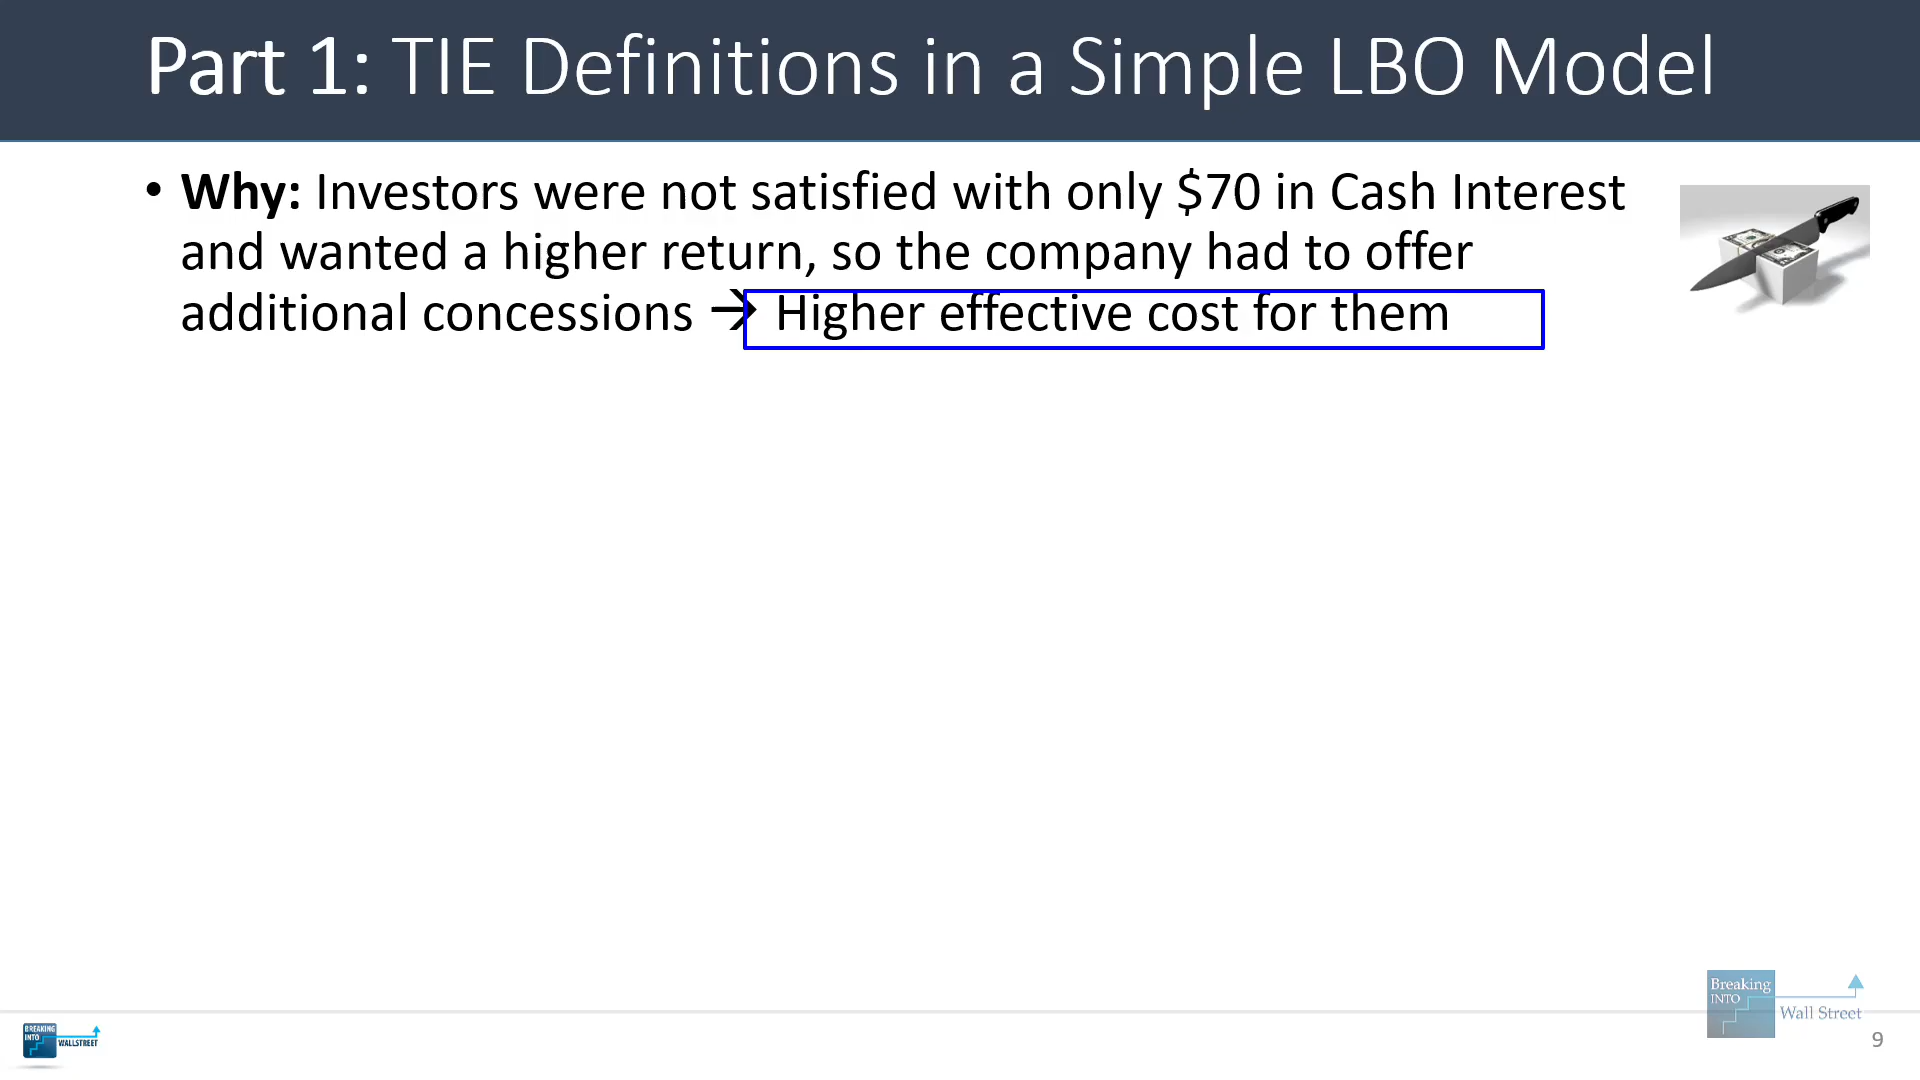 Part 1: TIE Definitions in a Simple LBO Model
• Why: Investors were not satisfied with only $70 in Cash Interest
and wanted a higher return, so the company had to offer
additional concessions → Higher effective cost for them
Breaking
INTO
Wall Street
BREAKING
INTO
WALLSTREET
9